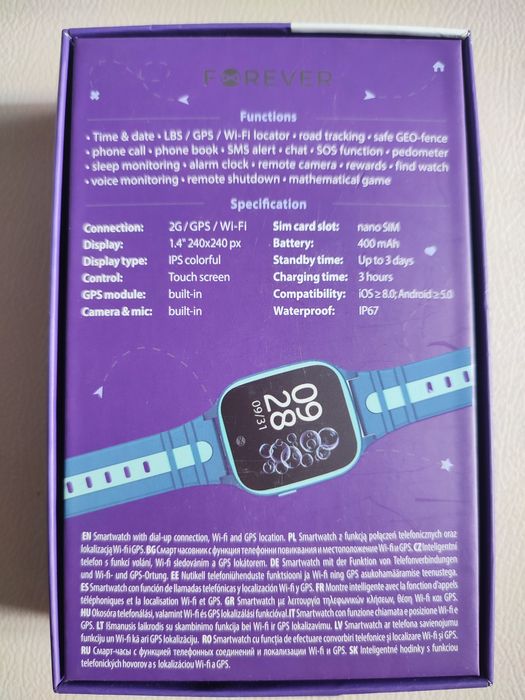 FOREVER
Functions
• Time & date • LBS / GPS / WI-FI locator • road tracking • safe GEO-fence
• phone call • phone book • SMS alert • chat • SOS function • pedometer
• sleep monitoring • alarm clock • remote camera • rewards • find watch
• voice monitoring • remote shutdown • mathematical game
Specification
Connection: 2G / GPS / Wi-Fi
Display: 1.4" 240x240 px
Display type: IPS colorful
Control: Touch screen
GPS module: built-in
Camera & mic: built-in
Sim card slot: nano SIM
Battery: 400 mAh
Standby time: Up to 3 days
Charging time: 3 hours
Compatibility: iOS ≥ 8.0; Android ≥ 5.0
Waterproof: IP67
09
28
09/31
EN Smartwatch with dial-up connection, Wi-fi and GPS location. PL Smartwatch z funkcją połączeń telefonicznych oraz
lokalizacją Wi-fi i GPS. BG Смарт часовник с функция телефонни повиквания и местоположение Wi-Fi и GPS. CZ Inteligentní
telefon s funkcí volání, Wi-fi sledováním a GPS lokátorem. DE Smartwatch mit der Funktion von Telefonverbindungen
und Wi-fi- und GPS-Ortung. EE Nutikell telefoniühenduste funktsiooni ja Wi-fi ning GPS asukohamääramise teenustega.
ES Smartwatch con función de llamadas telefónicas y localización Wi-fi y GPS. FR Montre intelligente avec la fonction d'appels
téléphoniques et la localisation Wi-fi et GPS. GR Smartwatch με λειτουργία τηλεφωνικών κλήσεων, θέση Wi-fi και GPS.
HU Okosóra telefonálási, valamint Wi-fi és GPS lokalizálási funkcióval. IT Smartwatch con funzione chiamata e posizione Wi-fi e
GPS. LT Išmanusis laikrodis su skambinimo funkcija bei Wi-fi ir GPS lokalizavimu. LV Smartwatch ar telefona savienojumu
funkciju un Wi-fi kā arī GPS lokalizāciju. RO Smartwatch cu funcția de efectuare convorbiri telefonice și localizare Wi-fi și GPS.
RU Смарт-часы с функцией телефонных соединений и локализации Wi-Fi и GPS. SK Inteligentné hodinky s funkciou
telefonických hovorov a s lokalizáciou Wi-fi a GPS.